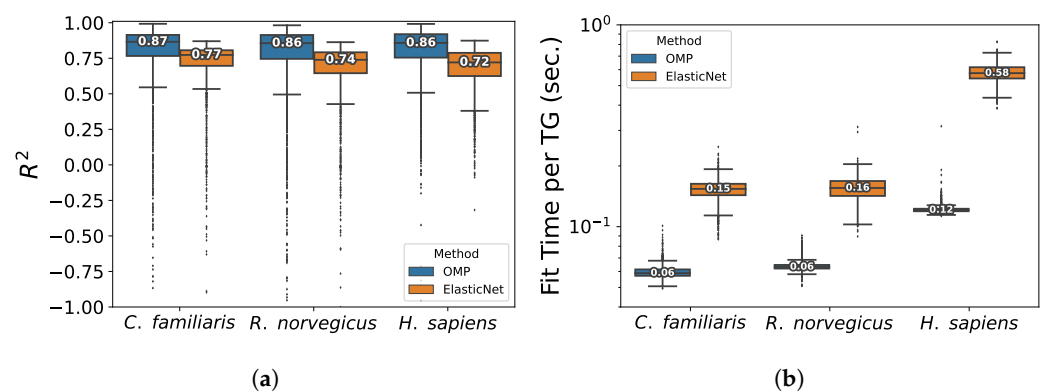 1.00
0.75
0.50
0.25
0.00
−0.25
−0.50
−0.75
−1.00
R²
0.87
0.77
0.86
0.74
0.86
0.72
Method
OMP
ElasticNet
C. familiaris
R. norvegicus
H. sapiens
(a)
10⁰
10⁻¹
Fit Time per TG (sec.)
Method
OMP
ElasticNet
0.06
0.15
0.06
0.16
0.12
0.58
C. familiaris
R. norvegicus
H. sapiens
(b)